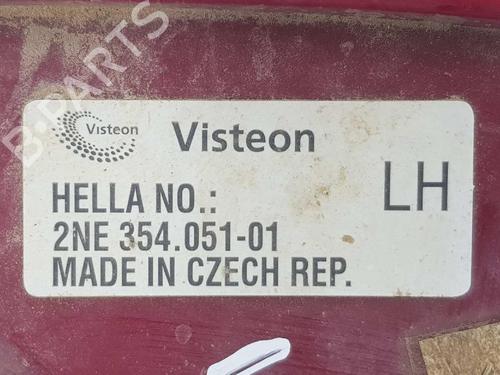 Visteon Visteon
HELLA NO.: LH
2NE 354.051-01
MADE IN CZECH REP.
B-PARTS